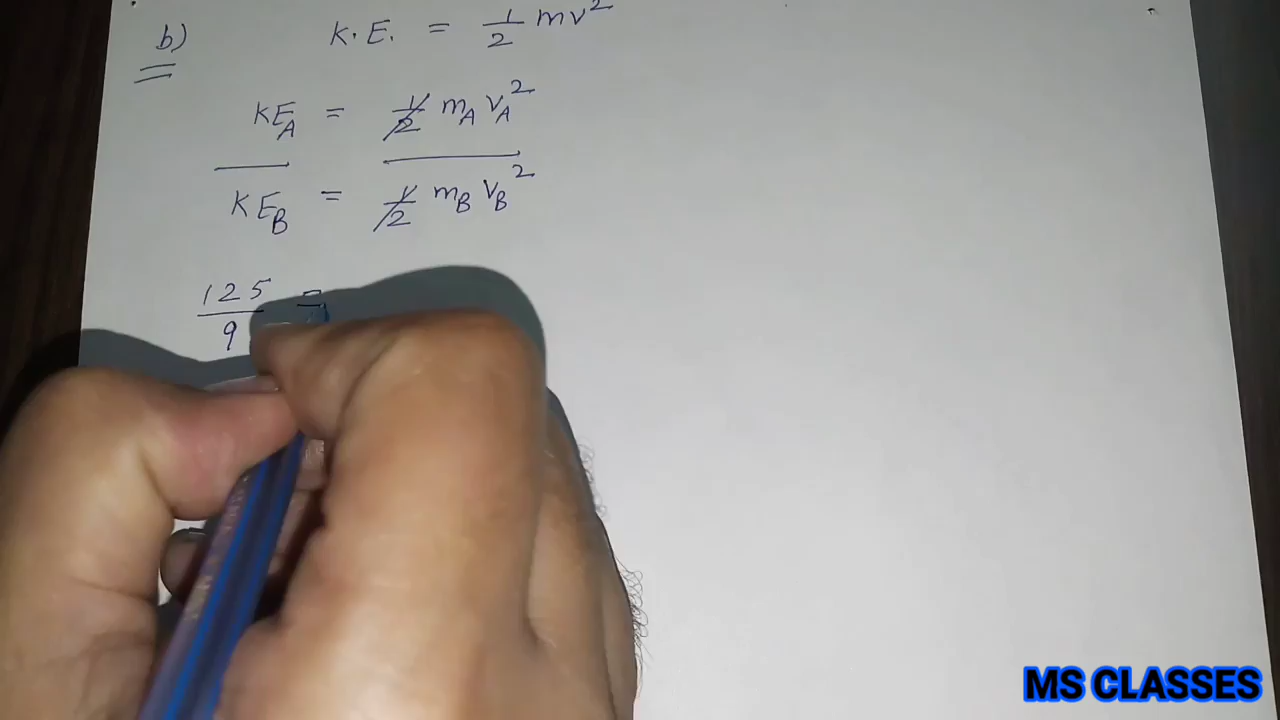 b) K.E. = 1/2 mv²
KE_A = 1/2 m_A v_A²
KE_B = 1/2 m_B v_B²
125/9 =
MS CLASSES